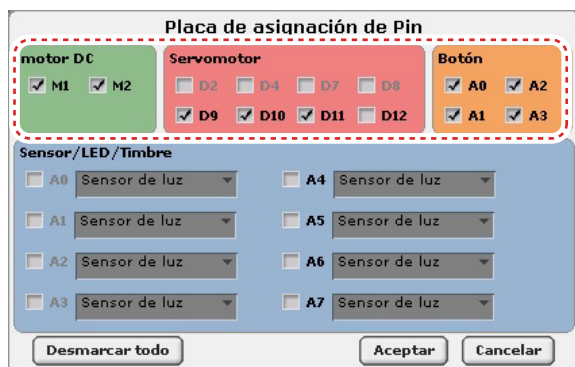 Placa de asignación de Pin
motor DC Servomotor Botón
M1 M2 D2 D4 D7 D8 A0 A2
D9 D10 D11 D12 A1 A3
Sensor/LED/Timbre
A0 Sensor de luz A4 Sensor de luz
A1 Sensor de luz A5 Sensor de luz
A2 Sensor de luz A6 Sensor de luz
A3 Sensor de luz A7 Sensor de luz
Desmarcar todo Aceptar Cancelar